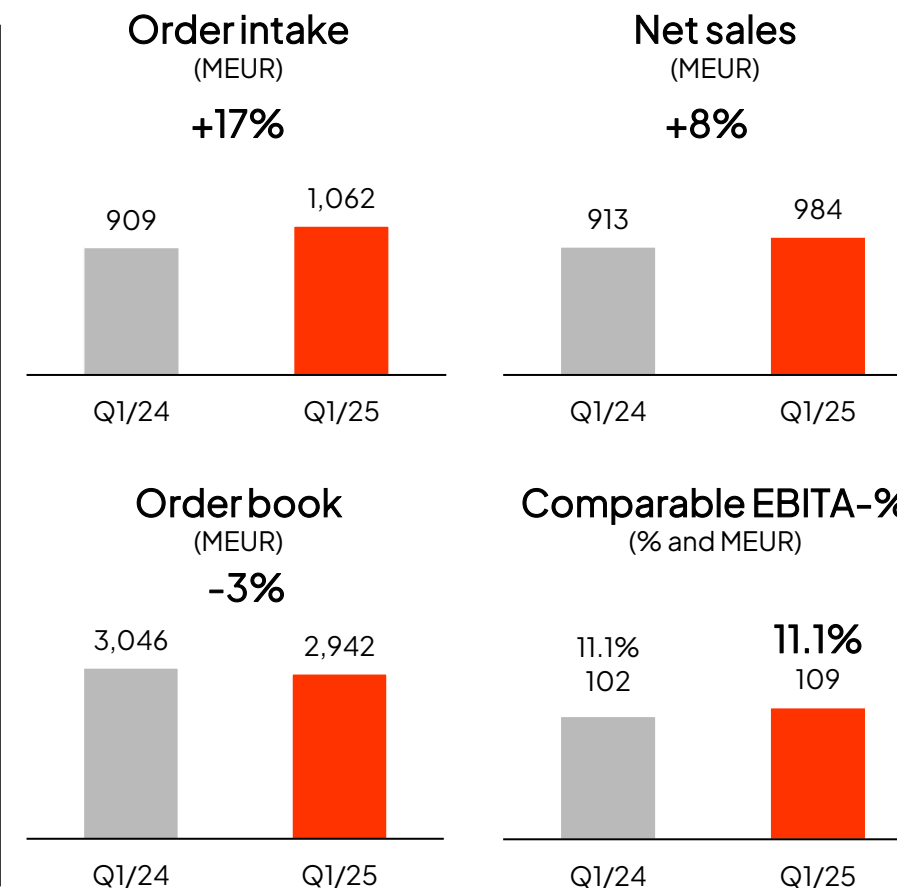 Order intake
(MEUR)
+17%
909
1,062
Q1/24
Q1/25
Net sales
(MEUR)
+8%
913
984
Q1/24
Q1/25
Order book
(MEUR)
-3%
3,046
2,942
Q1/24
Q1/25
Comparable EBITA-%
(% and MEUR)
11.1%
102
11.1%
109
Q1/24
Q1/25